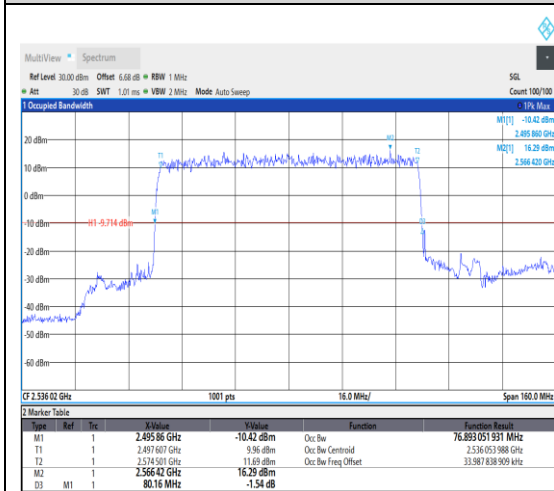 MultiView Spectrum
Ref Level 30.00 dBm Offset 6.68 dB RBW 1 MHz SGL
Att 30 dB SWT 1.01 ms VBW 2 MHz Mode Auto Sweep Count 100/100
1 Occupied Bandwidth 1Pk Max
M1[1] -10.42 dBm
2.495 860 GHz
M2[1] 16.29 dBm
2.566 420 GHz
20 dBm
T1
T2
10 dBm
0 dBm
M1
-10 dBm
H1 -9.714 dBm
-20 dBm
-30 dBm
-40 dBm
-50 dBm
-60 dBm
CF 2.536 02 GHz 1001 pts 16.0 MHz/ Span 160.0 MHz
2 Marker Table
Type Ref Trc X-Value Y-Value Function Function Result
M1 1 2.495 86 GHz -10.42 dBm Occ Bw 76.893 051 931 MHz
T1 1 2.497 607 GHz 9.96 dBm Occ Bw Centroid 2.536 053 988 GHz
T2 1 2.574 501 GHz 11.69 dBm Occ Bw Freq Offset 33.987 838 909 kHz
M2 1 2.566 42 GHz 16.29 dBm
D3 M1 1 80.16 MHz -1.54 dB